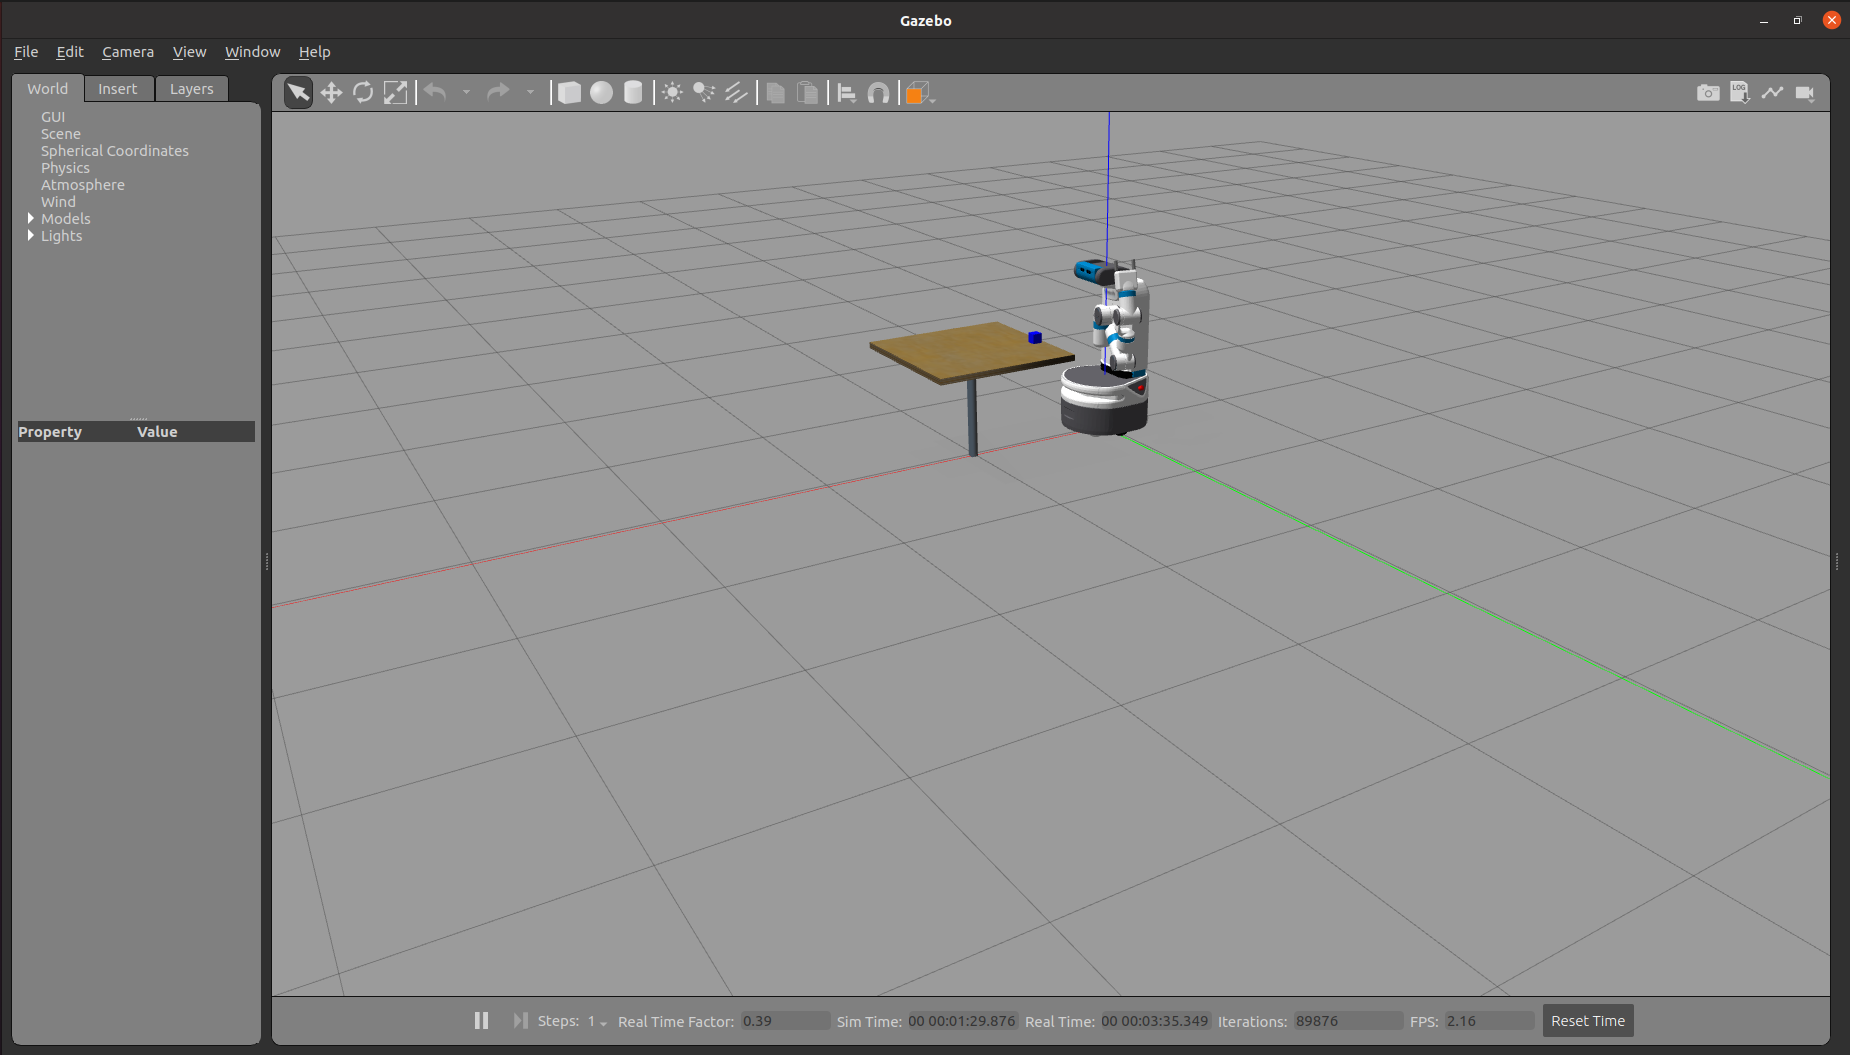 Gazebo
File Edit Camera View Window Help
World Insert Layers
GUI
Scene
Spherical Coordinates
Physics
Atmosphere
Wind
Models
Lights
Property Value
LOG
Steps: 1 Real Time Factor: 0.39 Sim Time: 00 00:01:29.876 Real Time: 00 00:03:35.349 Iterations: 89876 FPS: 2.16 Reset Time